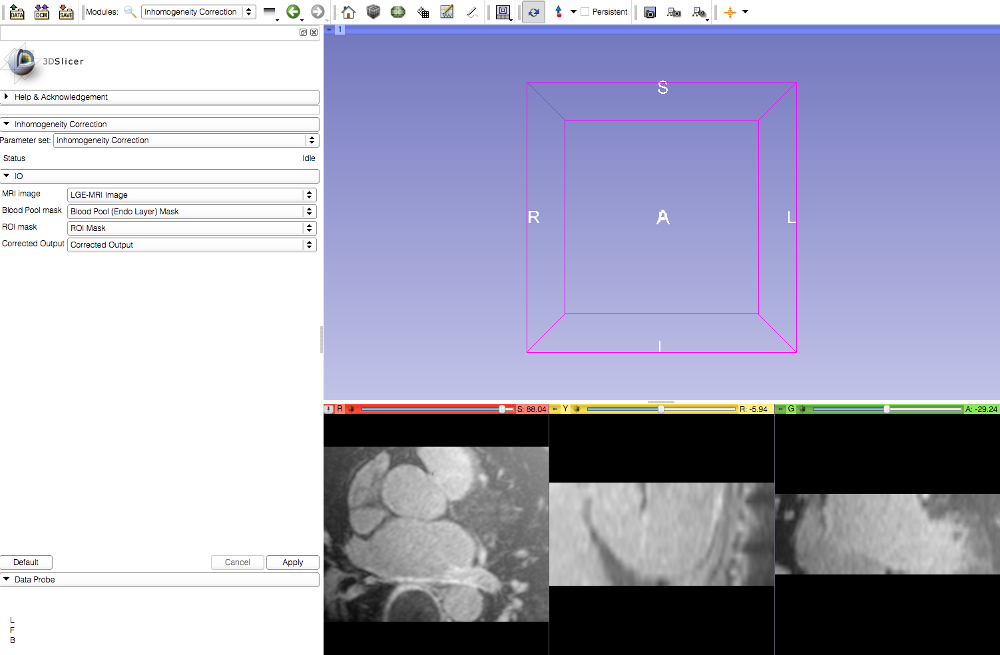 DATA DCM SAVE Modules: Inhomogeneity Correction Persistent
1
3DSlicer
Help & Acknowledgement
Inhomogeneity Correction
Parameter set: Inhomogeneity Correction
Status Idle
IO
MRI image LGE-MRI Image
Blood Pool mask Blood Pool (Endo Layer) Mask
ROI mask ROI Mask
Corrected Output Corrected Output
Default Cancel Apply
Data Probe
L
F
B
S
R A L
I
R S: 88.04 Y R: -5.94 G A: -29.24